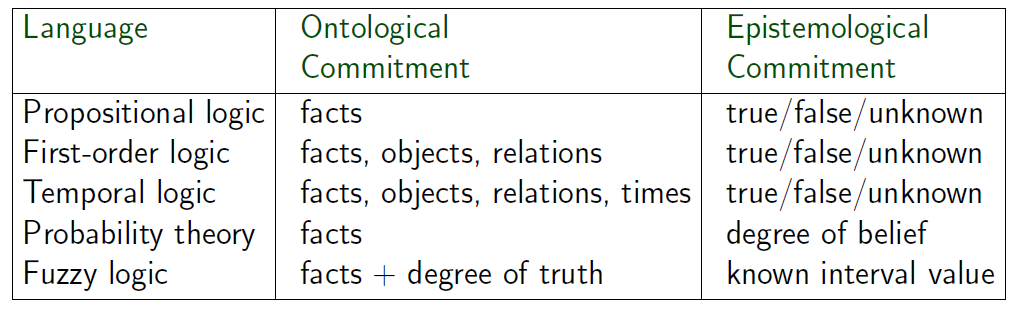 Language Ontological Epistemological
Commitment Commitment
Propositional logic facts true/false/unknown
First-order logic facts, objects, relations true/false/unknown
Temporal logic facts, objects, relations, times true/false/unknown
Probability theory facts degree of belief
Fuzzy logic facts + degree of truth known interval value